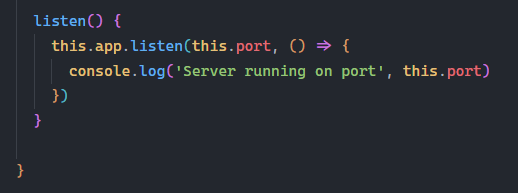 listen() {
this.app.listen(this.port, () => {
console.log('Server running on port', this.port)
})
}
}